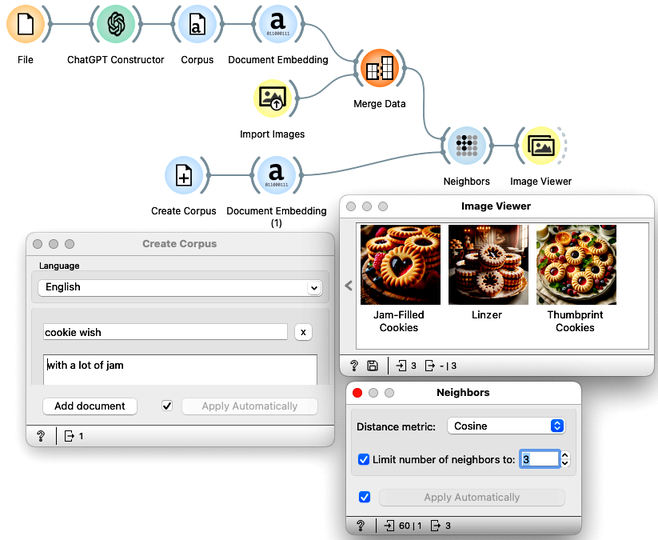 a
a
011000111
File
ChatGPT Constructor
Corpus
Document Embedding
Merge Data
Import Images
a
011000111
Neighbors
Image Viewer
Create Corpus
Document Embedding
(1)
Image Viewer
Jam-Filled
Cookies
Linzer
Thumbprint
Cookies
? 3 - | 3
Create Corpus
Language
English
cookie wish
x
with a lot of jam
Add document
Apply Automatically
? 1
Neighbors
Distance metric:
Cosine
Limit number of neighbors to:
3
Apply Automatically
? 60 | 1 3